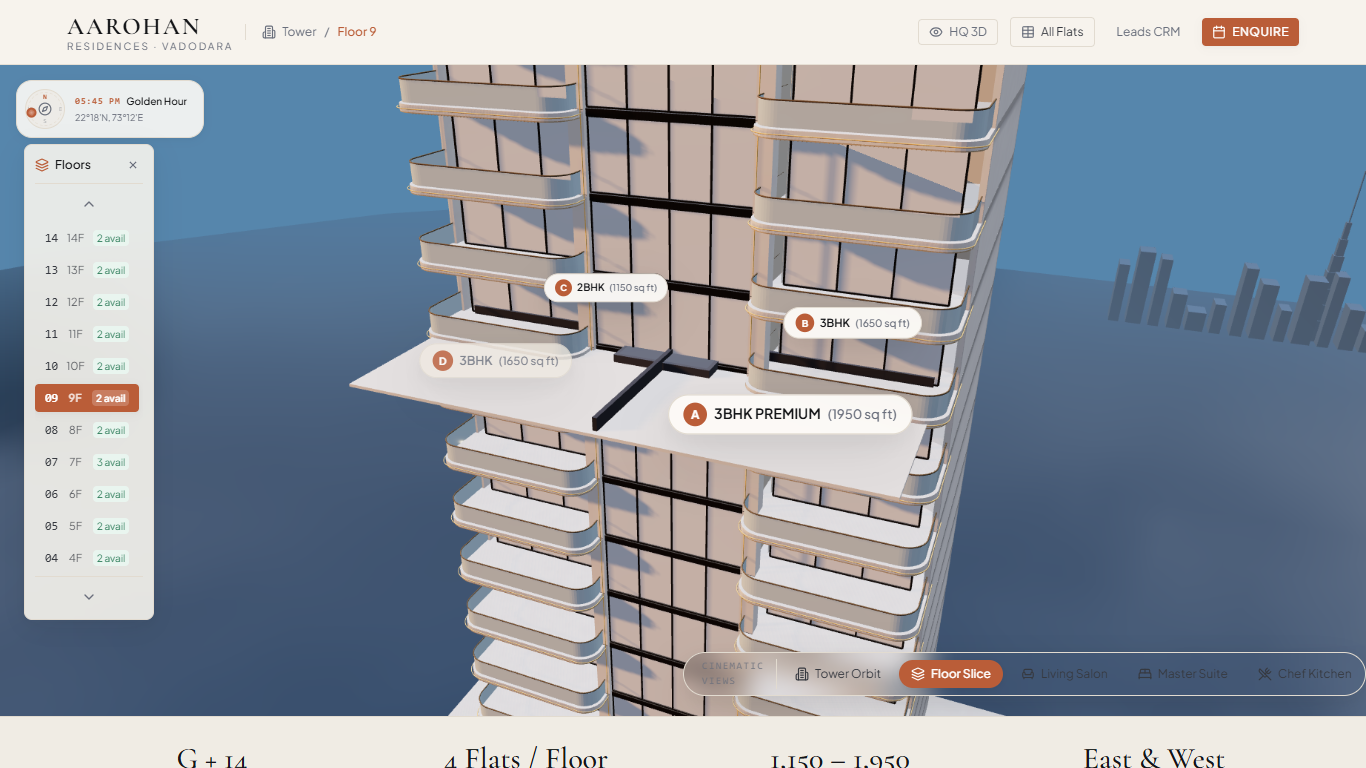 AAROHAN
RESIDENCES · VADODARA
Tower / Floor 9
HQ 3D
All Flats
Leads CRM
ENQUIRE
N
05:45 PM Golden Hour
22°18'N, 73°12'E
Floors
14 14F 2 avail
13 13F 2 avail
12 12F 2 avail
11 11F 2 avail
10 10F 2 avail
09 9F 2 avail
08 8F 2 avail
07 7F 3 avail
06 6F 2 avail
05 5F 2 avail
04 4F 2 avail
C 2BHK (1150 sq ft)
B 3BHK (1650 sq ft)
D 3BHK (1650 sq ft)
A 3BHK PREMIUM (1950 sq ft)
CINEMATIC
VIEWS
Tower Orbit
Floor Slice
Living Salon
Master Suite
Chef Kitchen
G + 14
4 Flats / Floor
1,150 – 1,950
East & West